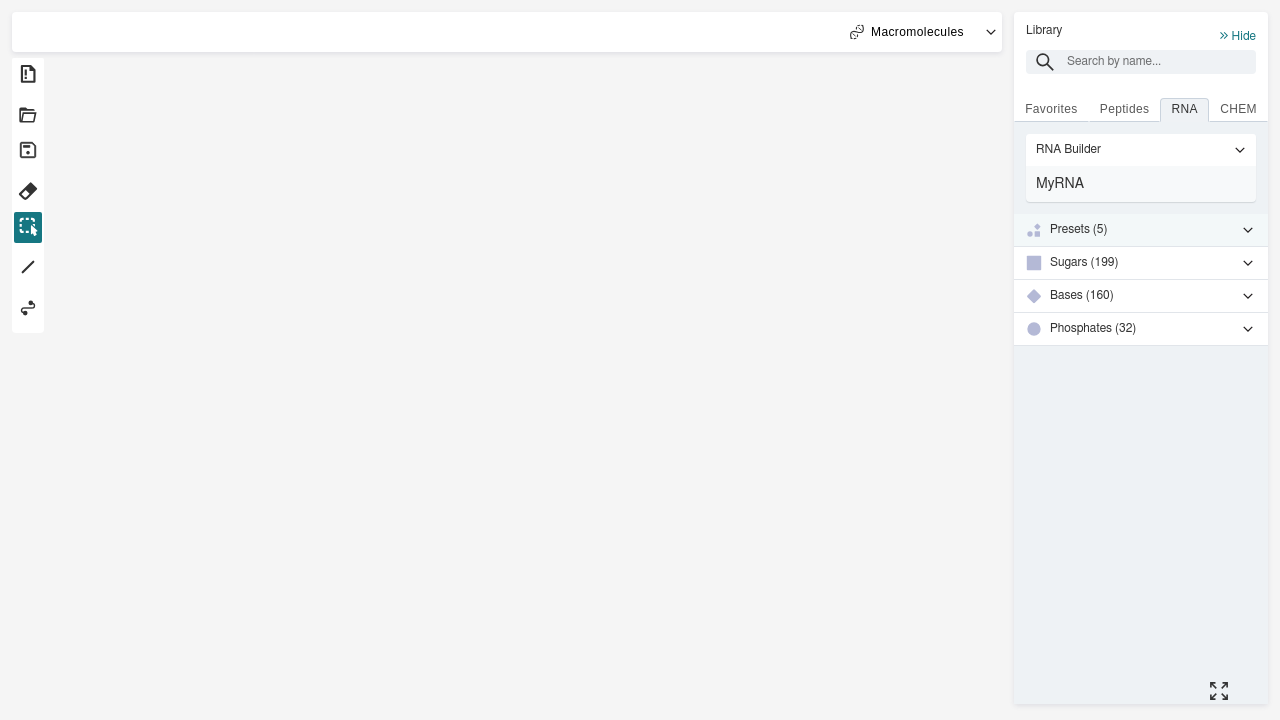 Macromolecules
Library
Hide
Search by name...
Favorites
Peptides
RNA
CHEM
RNA Builder
MyRNA
Presets (5)
Sugars (199)
Bases (160)
Phosphates (32)